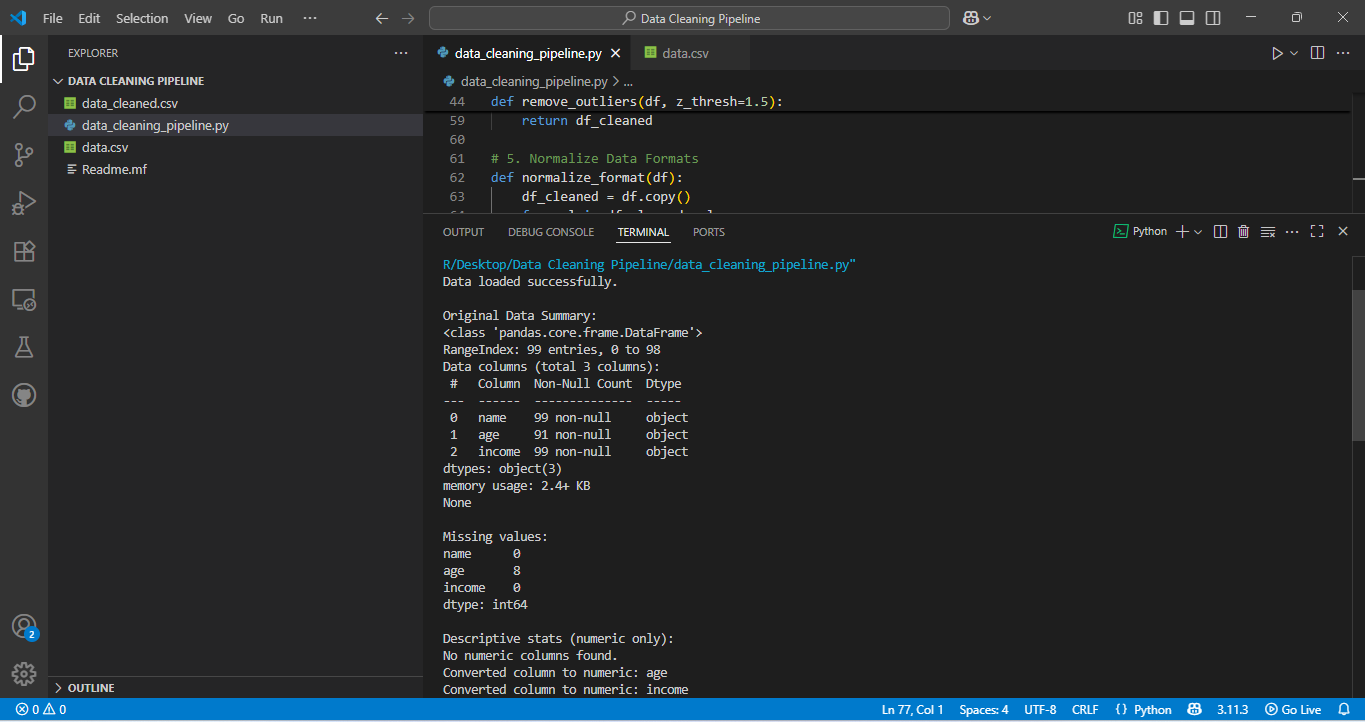 File Edit Selection View Go Run ···
Data Cleaning Pipeline
EXPLORER
DATA CLEANING PIPELINE
data_cleaned.csv
data_cleaning_pipeline.py
data.csv
Readme.mf
OUTLINE
2
data_cleaning_pipeline.py data.csv
data_cleaning_pipeline.py > ...
44 def remove_outliers(df, z_thresh=1.5):
59 return df_cleaned
60
61 # 5. Normalize Data Formats
62 def normalize_format(df):
63 df_cleaned = df.copy()
OUTPUT DEBUG CONSOLE TERMINAL PORTS
Python
R/Desktop/Data Cleaning Pipeline/data_cleaning_pipeline.py"
Data loaded successfully.
Original Data Summary:
<class 'pandas.core.frame.DataFrame'>
RangeIndex: 99 entries, 0 to 98
Data columns (total 3 columns):
# Column Non-Null Count Dtype
--- ------ -------------- -----
0 name 99 non-null object
1 age 91 non-null object
2 income 99 non-null object
dtypes: object(3)
memory usage: 2.4+ KB
None
Missing values:
name 0
age 8
income 0
dtype: int64
Descriptive stats (numeric only):
No numeric columns found.
Converted column to numeric: age
Converted column to numeric: income
0 0 Ln 77, Col 1 Spaces: 4 UTF-8 CRLF {} Python 3.11.3 Go Live